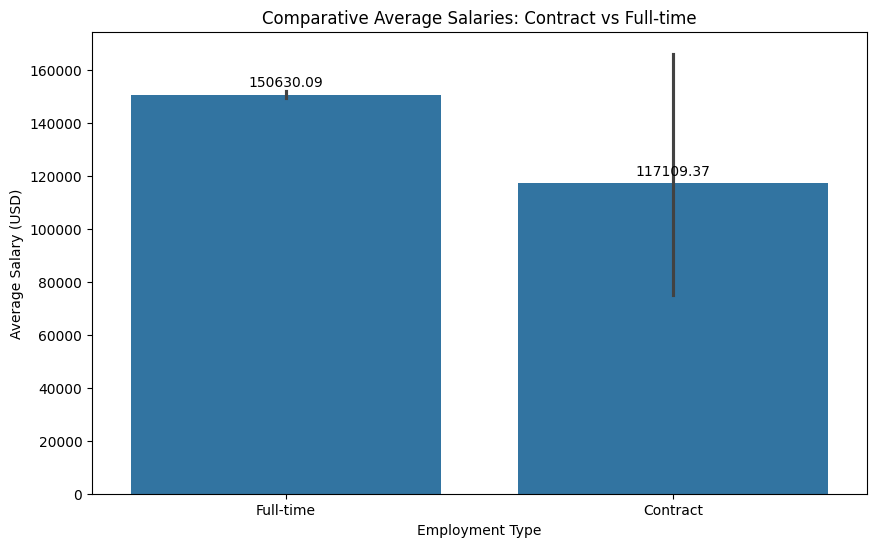 Comparative Average Salaries: Contract vs Full-time
160000
140000
120000
100000
80000
60000
40000
20000
0
Average Salary (USD)
150630.09
117109.37
Full-time
Contract
Employment Type